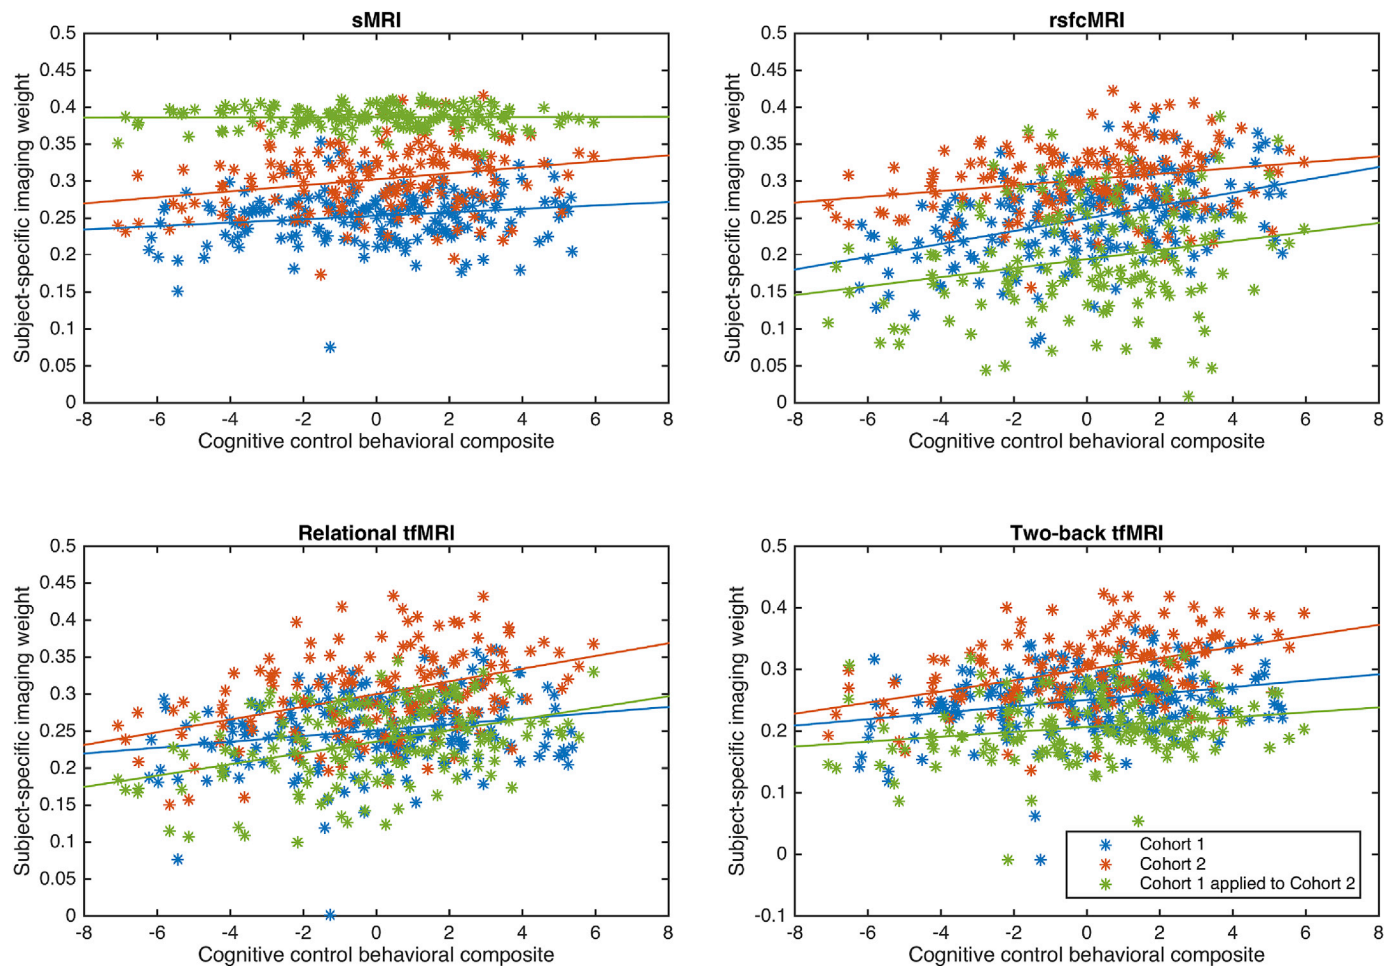 sMRI
0.5
0.45
0.4
0.35
0.3
0.25
0.2
0.15
0.1
0.05
0
Subject-specific imaging weight
-8 -6 -4 -2 0 2 4 6 8
Cognitive control behavioral composite
rsfcMRI
0.5
0.45
0.4
0.35
0.3
0.25
0.2
0.15
0.1
0.05
0
Subject-specific imaging weight
-8 -6 -4 -2 0 2 4 6 8
Cognitive control behavioral composite
Relational tfMRI
0.5
0.45
0.4
0.35
0.3
0.25
0.2
0.15
0.1
0.05
0
Subject-specific imaging weight
-8 -6 -4 -2 0 2 4 6 8
Cognitive control behavioral composite
Two-back tfMRI
0.5
0.4
0.3
0.2
0.1
0
-0.1
Subject-specific imaging weight
-8 -6 -4 -2 0 2 4 6 8
Cognitive control behavioral composite
Cohort 1
Cohort 2
Cohort 1 applied to Cohort 2